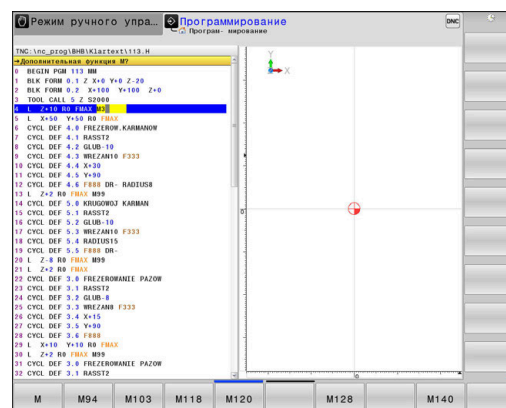 Режим ручного упра…
Программирование
Програм- мирование
DNC
TNC:\nc_prog\BHB\Klartext\113.H
→Дополнительная функция M?
0 BEGIN PGM 113 MM
1 BLK FORM 0.1 Z X+0 Y+0 Z-20
2 BLK FORM 0.2 X+100 Y+100 Z+0
3 TOOL CALL 5 Z S2000
4 L Z+10 R0 FMAX M3
5 L X+50 Y+50 R0 FMAX
6 CYCL DEF 4.0 FREZEROW.KARMANOW
7 CYCL DEF 4.1 RASST2
8 CYCL DEF 4.2 GLUB-10
9 CYCL DEF 4.3 WREZAN10 F333
10 CYCL DEF 4.4 X+30
11 CYCL DEF 4.5 Y+90
12 CYCL DEF 4.6 F888 DR- RADIUS8
13 L Z+2 R0 FMAX M99
14 CYCL DEF 5.0 KRUGOWOJ KARMAN
15 CYCL DEF 5.1 RASST2
16 CYCL DEF 5.2 GLUB-10
17 CYCL DEF 5.3 WREZAN10 F333
18 CYCL DEF 5.4 RADIUS15
19 CYCL DEF 5.5 F888 DR-
20 L Z-8 R0 FMAX M99
21 L Z+2 R0 FMAX
22 CYCL DEF 3.0 FREZEROWANIE PAZOW
23 CYCL DEF 3.1 RASST2
24 CYCL DEF 3.2 GLUB-8
25 CYCL DEF 3.3 WREZAN8 F333
26 CYCL DEF 3.4 X+15
27 CYCL DEF 3.5 Y+90
28 CYCL DEF 3.6 F888
29 L X+10 Y+10 R0 FMAX
30 L Z+2 R0 FMAX M99
31 CYCL DEF 3.0 FREZEROWANIE PAZOW
32 CYCL DEF 3.1 RASST2
Y
X
0
0
M M94 M103 M118 M120 M128 M140